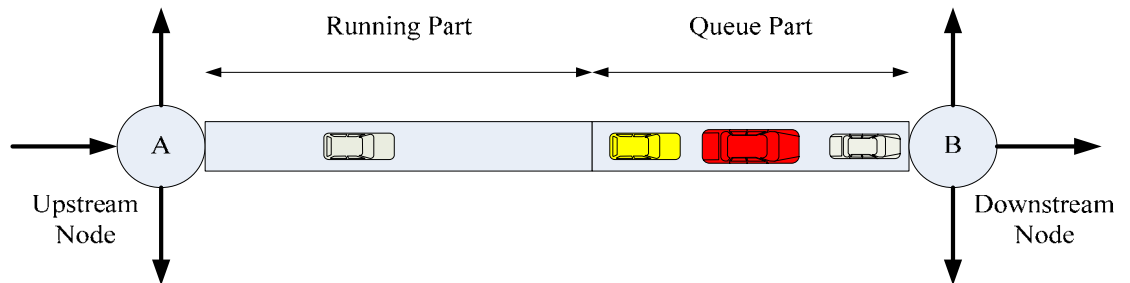 Running Part
Queue Part
A
B
Upstream
Node
Downstream
Node